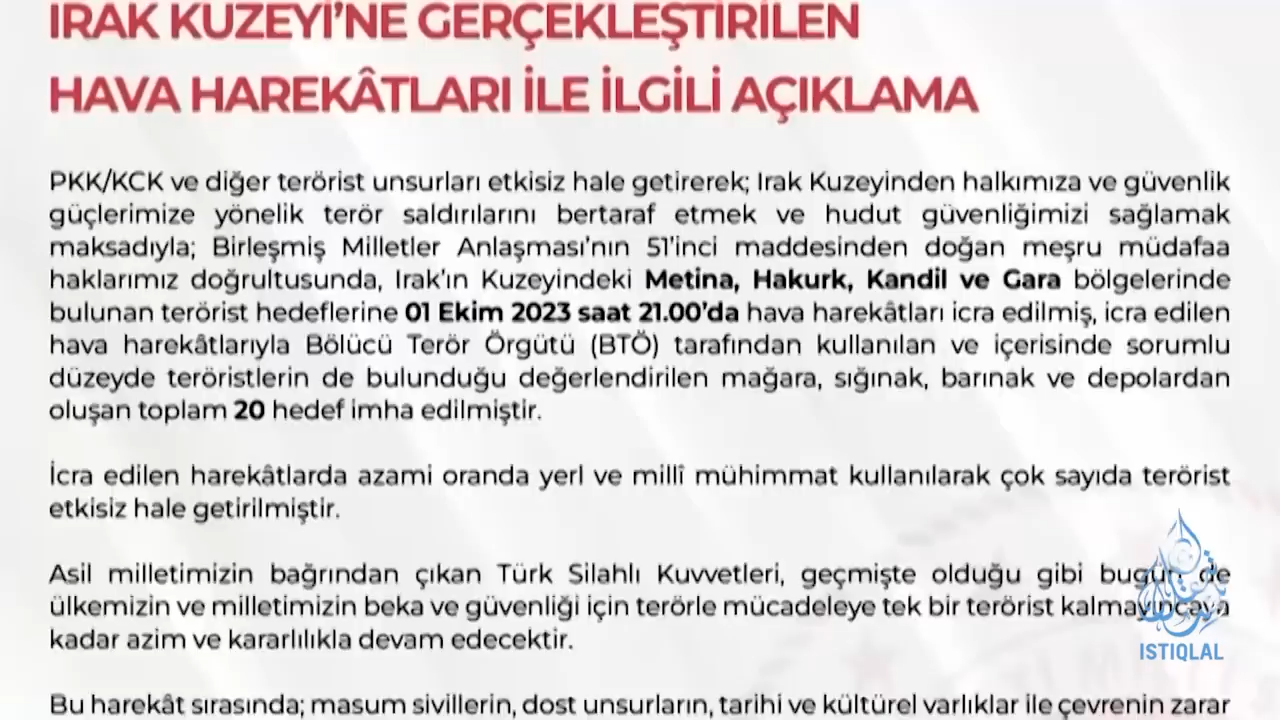 IRAK KUZEYİ'NE GERÇEKLEŞTİRİLEN
HAVA HAREKÂTLARI İLE İLGİLİ AÇIKLAMA
PKK/KCK ve diğer terörist unsurları etkisiz hale getirerek; Irak Kuzeyinden halkımıza ve güvenlik
güçlerimize yönelik terör saldırılarını bertaraf etmek ve hudut güvenliğimizi sağlamak
maksadıyla; Birleşmiş Milletler Anlaşması'nın 51'inci maddesinden doğan meşru müdafaa
haklarımız doğrultusunda, Irak'ın Kuzeyindeki Metina, Hakurk, Kandil ve Gara bölgelerinde
bulunan terörist hedeflerine 01 Ekim 2023 saat 21.00'da hava harekâtları icra edilmiş, icra edilen
hava harekâtlarıyla Bölücü Terör Örgütü (BTÖ) tarafından kullanılan ve içerisinde sorumlu
düzeyde teröristlerin de bulunduğu değerlendirilen mağara, sığınak, barınak ve depolardan
oluşan toplam 20 hedef imha edilmiştir.
İcra edilen harekâtlarda azami oranda yerl ve millî mühimmat kullanılarak çok sayıda terörist
etkisiz hale getirilmiştir.
Asil milletimizin bağrından çıkan Türk Silahlı Kuvvetleri, geçmişte olduğu gibi bugün de
ülkemizin ve milletimizin beka ve güvenliği için terörle mücadeleye tek bir terörist kalmayıncaya
kadar azim ve kararlılıkla devam edecektir.
Bu harekât sırasında; masum sivillerin, dost unsurların, tarihi ve kültürel varlıklar ile çevrenin zarar
ISTIQLAL